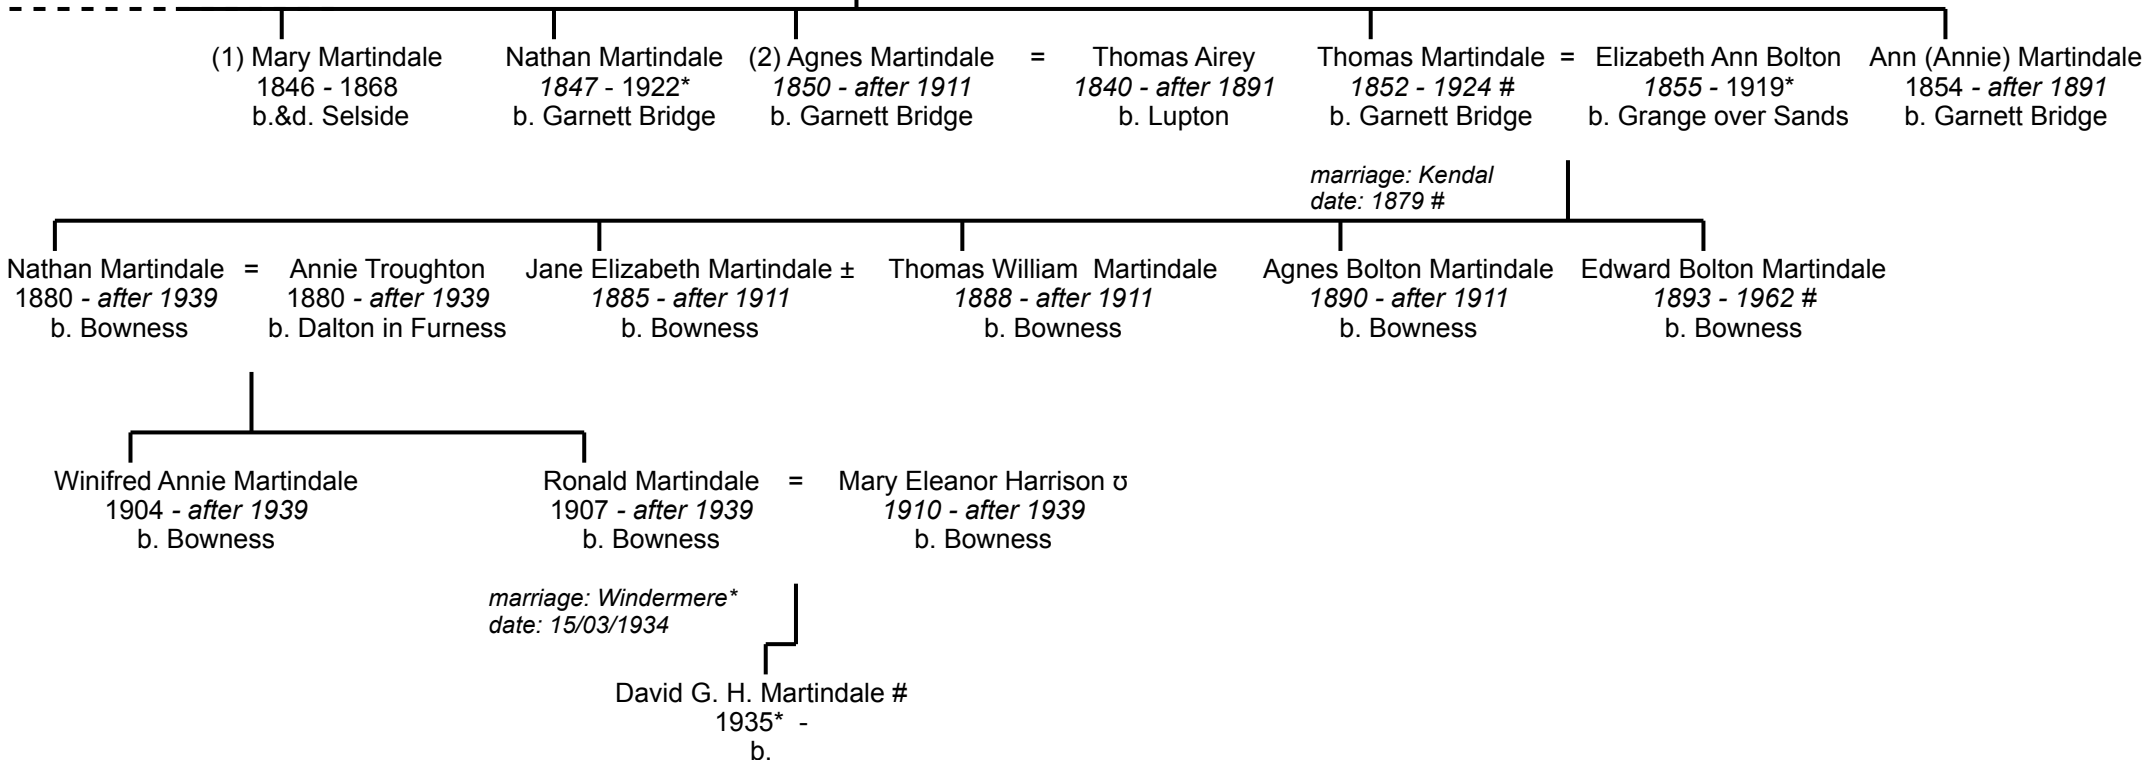 (1) Mary Martindale
1846 - 1868
b.&d. Selside
Nathan Martindale
1847 - 1922*
b. Garnett Bridge
(2) Agnes Martindale
1850 - after 1911
b. Garnett Bridge
=
Thomas Airey
1840 - after 1891
b. Lupton
Thomas Martindale
1852 - 1924 #
b. Garnett Bridge
=
Elizabeth Ann Bolton
1855 - 1919*
b. Grange over Sands
Ann (Annie) Martindale
1854 - after 1891
b. Garnett Bridge
marriage: Kendal
date: 1879 #
Nathan Martindale
1880 - after 1939
b. Bowness
=
Annie Troughton
1880 - after 1939
b. Dalton in Furness
Jane Elizabeth Martindale ±
1885 - after 1911
b. Bowness
Thomas William Martindale
1888 - after 1911
b. Bowness
Agnes Bolton Martindale
1890 - after 1911
b. Bowness
Edward Bolton Martindale
1893 - 1962 #
b. Bowness
Winifred Annie Martindale
1904 - after 1939
b. Bowness
Ronald Martindale
1907 - after 1939
b. Bowness
=
Mary Eleanor Harrison ʊ
1910 - after 1939
b. Bowness
marriage: Windermere*
date: 15/03/1934
David G. H. Martindale #
1935* -
b.